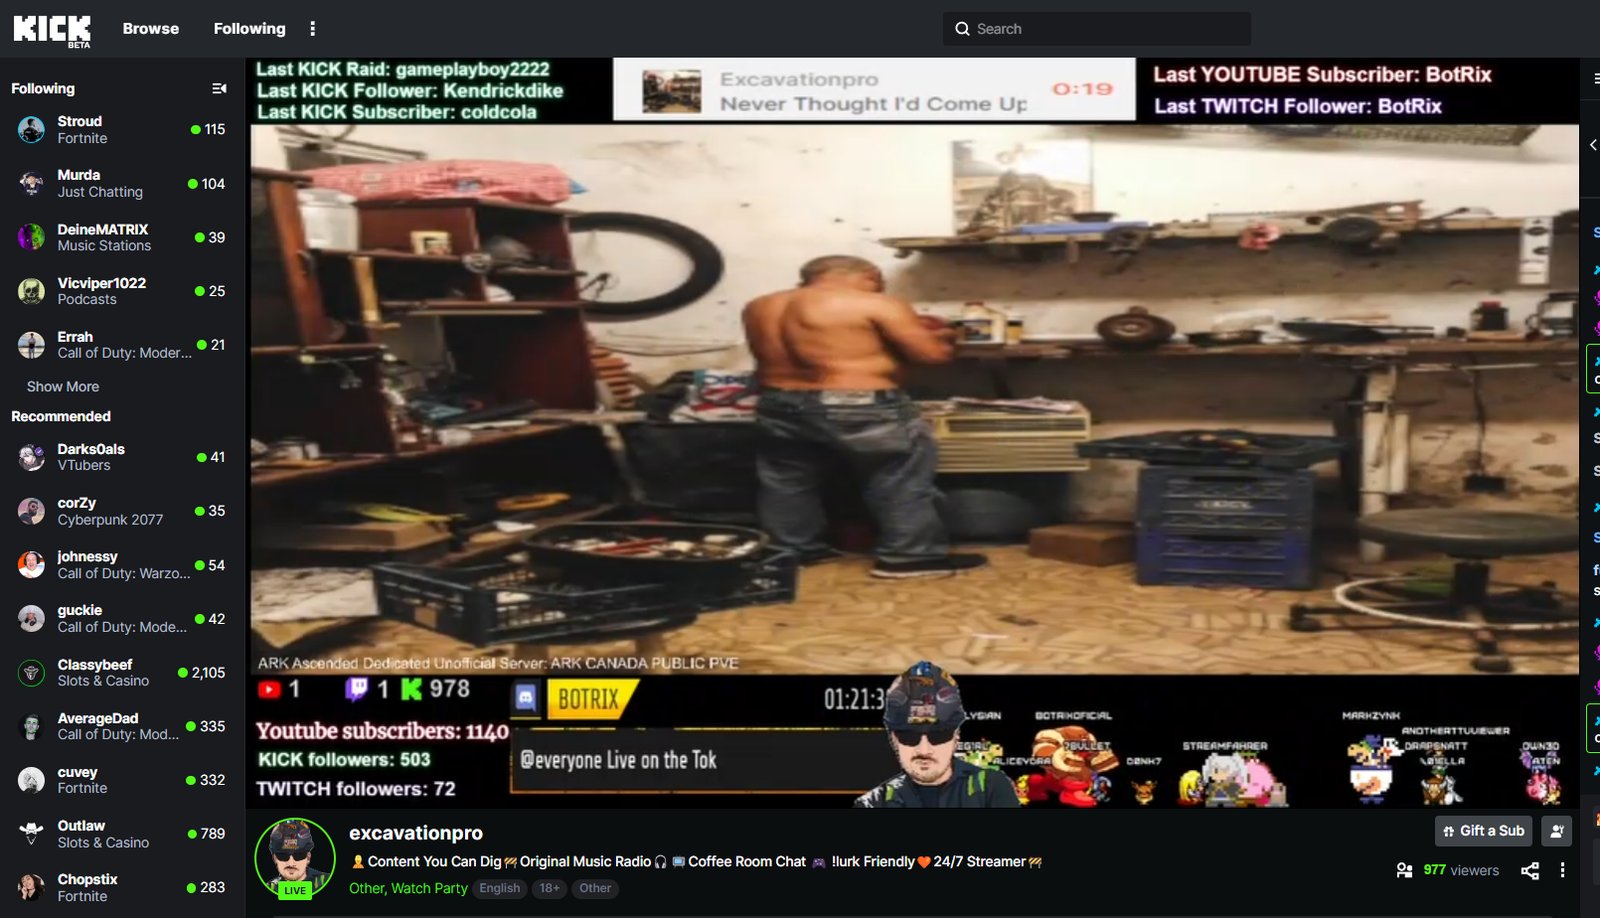 KICK
BETA
Browse
Following
Search
Following
Stroud
115
Fortnite
Murda
104
Just Chatting
DeineMATRIX
39
Music Stations
Vicviper1022
25
Podcasts
Errah
21
Call of Duty: Moder...
Show More
Recommended
Darks0als
41
VTubers
corZy
35
Cyberpunk 2077
johnessy
54
Call of Duty: Warzo...
guckie
42
Call of Duty: Mode...
Classybeef
2,105
Slots & Casino
AverageDad
335
Call of Duty: Mod...
cuvey
332
Fortnite
Outlaw
789
Slots & Casino
Chopstix
283
Fortnite
Last KICK Raid: gameplayboy2222
Last KICK Follower: Kendrickdike
Last KICK Subscriber: coldcola
Excavationpro
Never Thought I'd Come Up
0:19
Last YOUTUBE Subscriber: BotRix
Last TWITCH Follower: BotRix
ARK Ascended Dedicated Unofficial Server: ARK CANADA PUBLIC PVE
1 1 K 978
BOTRIX
01:21:3
Youtube subscribers: 1140
KICK followers: 503
TWITCH followers: 72
@everyone Live on the Tok
LYSIAN
BOTRIXOFICIAL
MARKZYNK
ANOTHERTTVVIEWER
STREAMFAHRER
D0NK7
OWN3D
excavationpro
LIVE
Content You Can Dig Original Music Radio Coffee Room Chat !lurk Friendly 24/7 Streamer
Other, Watch Party English 18+ Other
Gift a Sub
977 viewers